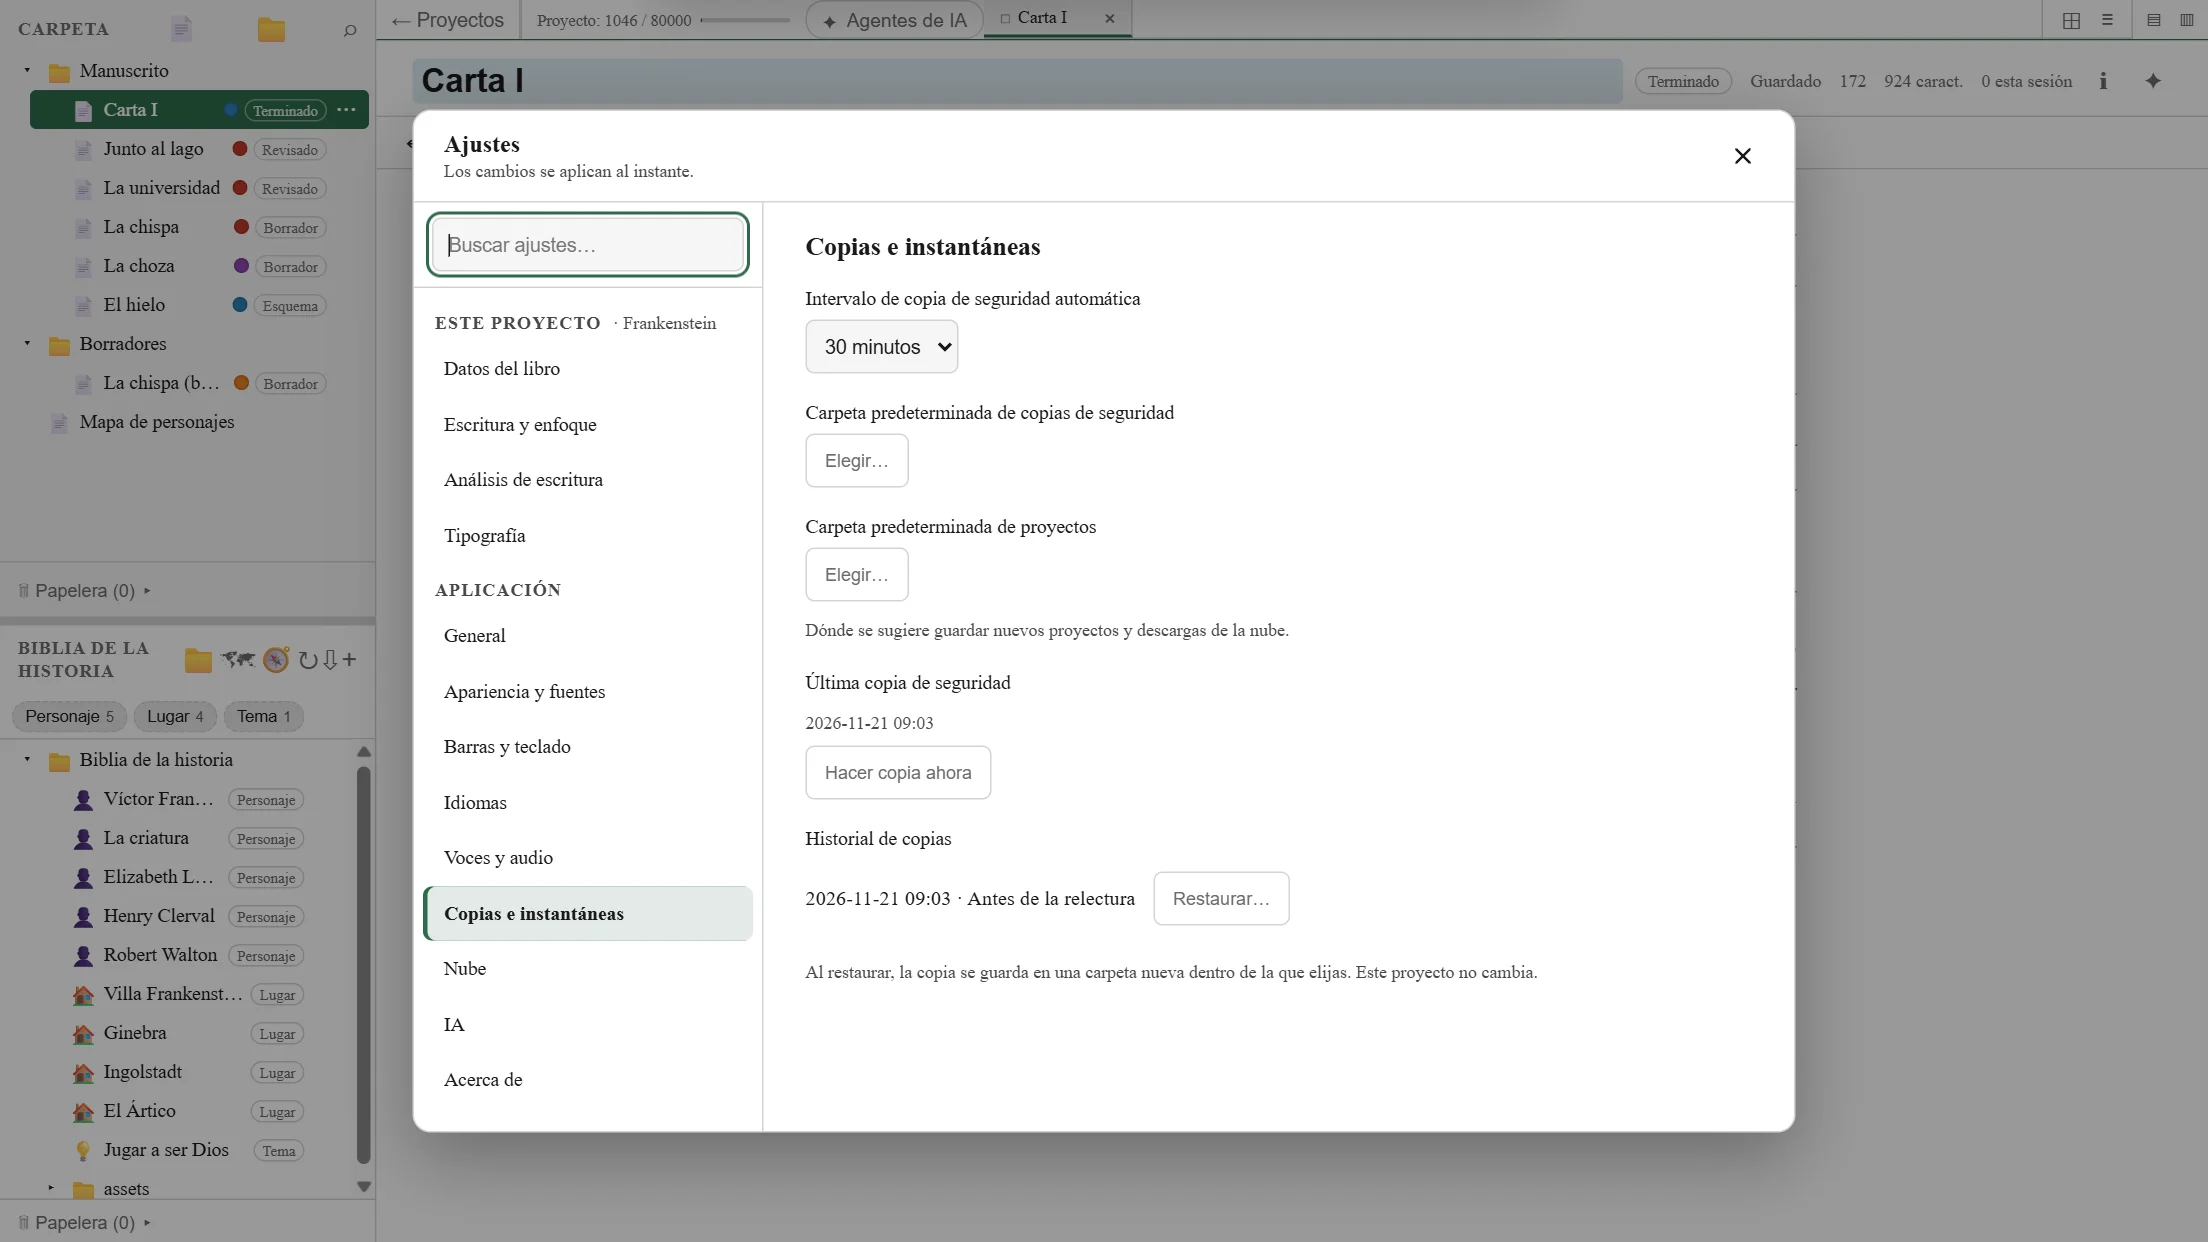 CARPETA
Manuscrito
Carta I Terminado ···
Junto al lago Revisado
La universidad Revisado
La chispa Borrador
La choza Borrador
El hielo Esquema
Borradores
La chispa (b… Borrador
Mapa de personajes
Papelera (0)
BIBLIA DE LA
HISTORIA
Personaje 5 Lugar 4 Tema 1
Biblia de la historia
Víctor Fran… Personaje
La criatura Personaje
Elizabeth L… Personaje
Henry Clerval Personaje
Robert Walton Personaje
Villa Frankenst… Lugar
Ginebra Lugar
Ingolstadt Lugar
El Ártico Lugar
Jugar a ser Dios Tema
assets
Papelera (0)
← Proyectos Proyecto: 1046 / 80000 Agentes de IA Carta I
Carta I Terminado Guardado 172 924 caract. 0 esta sesión
Ajustes
Los cambios se aplican al instante.
Buscar ajustes…
ESTE PROYECTO · Frankenstein
Datos del libro
Escritura y enfoque
Análisis de escritura
Tipografía
APLICACIÓN
General
Apariencia y fuentes
Barras y teclado
Idiomas
Voces y audio
Copias e instantáneas
Nube
IA
Acerca de
Copias e instantáneas
Intervalo de copia de seguridad automática
30 minutos
Carpeta predeterminada de copias de seguridad
Elegir…
Carpeta predeterminada de proyectos
Elegir…
Dónde se sugiere guardar nuevos proyectos y descargas de la nube.
Última copia de seguridad
2026-11-21 09:03
Hacer copia ahora
Historial de copias
2026-11-21 09:03 · Antes de la relectura Restaurar…
Al restaurar, la copia se guarda en una carpeta nueva dentro de la que elijas. Este proyecto no cambia.